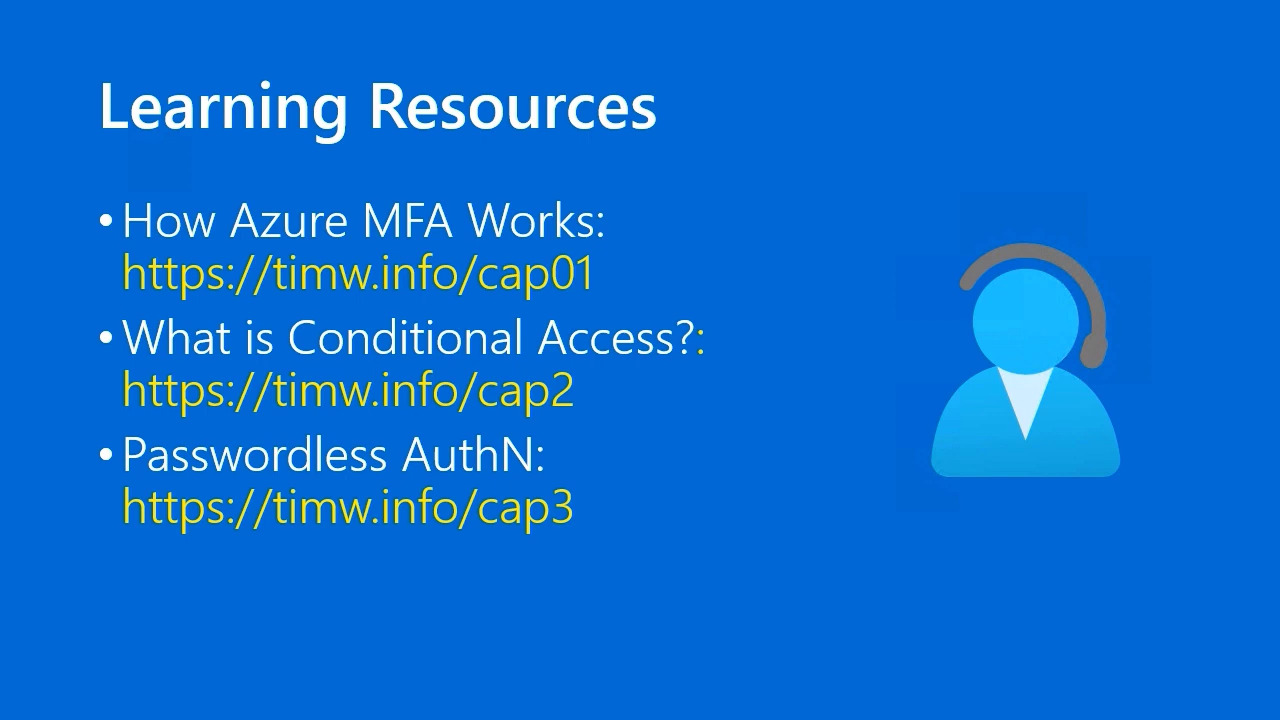 Learning Resources
• How Azure MFA Works:
https://timw.info/cap01
• What is Conditional Access?:
https://timw.info/cap2
• Passwordless AuthN:
https://timw.info/cap3